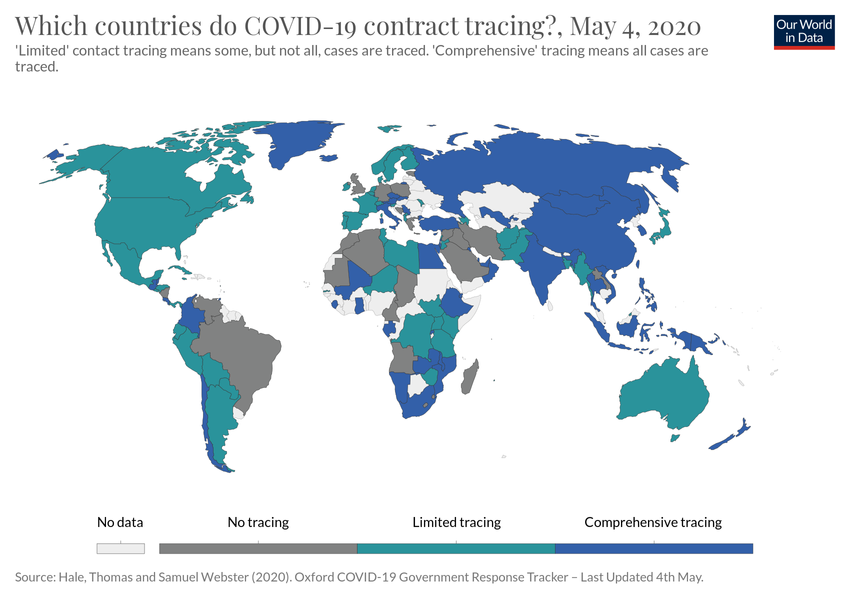 Which countries do COVID-19 contract tracing?, May 4, 2020
Our World
in Data
'Limited' contact tracing means some, but not all, cases are traced. 'Comprehensive' tracing means all cases are
traced.
No data
No tracing
Limited tracing
Comprehensive tracing
Source: Hale, Thomas and Samuel Webster (2020). Oxford COVID-19 Government Response Tracker – Last Updated 4th May.